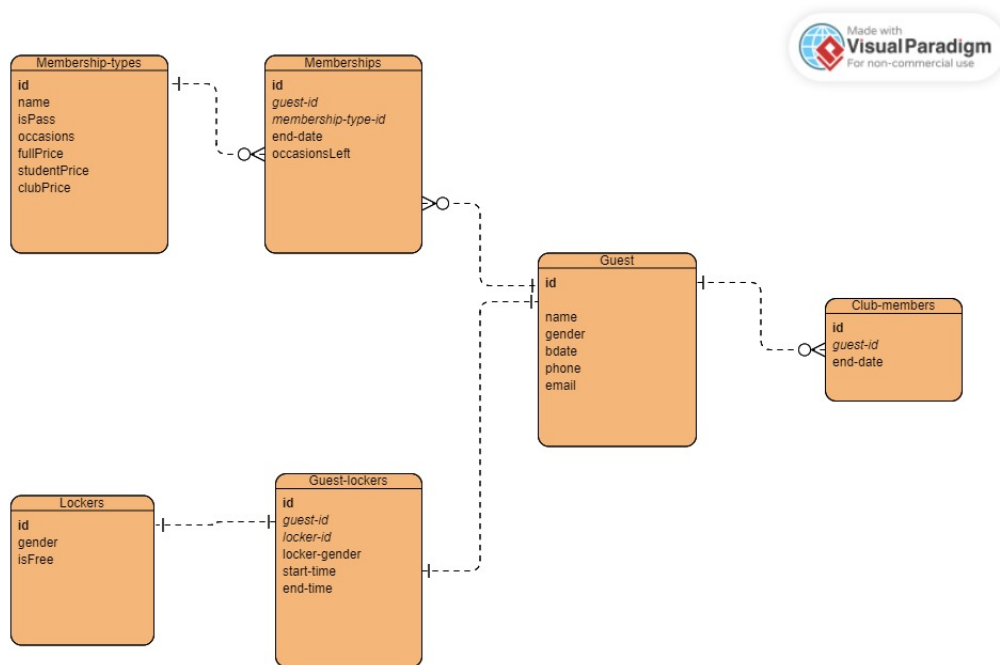 Made with
Visual Paradigm
For non-commercial use
Membership-types
id
name
isPass
occasions
fullPrice
studentPrice
clubPrice
Memberships
id
guest-id
membership-type-id
end-date
occasionsLeft
Guest
id
name
gender
bdate
phone
email
Club-members
id
guest-id
end-date
Lockers
id
gender
isFree
Guest-lockers
id
guest-id
locker-id
locker-gender
start-time
end-time